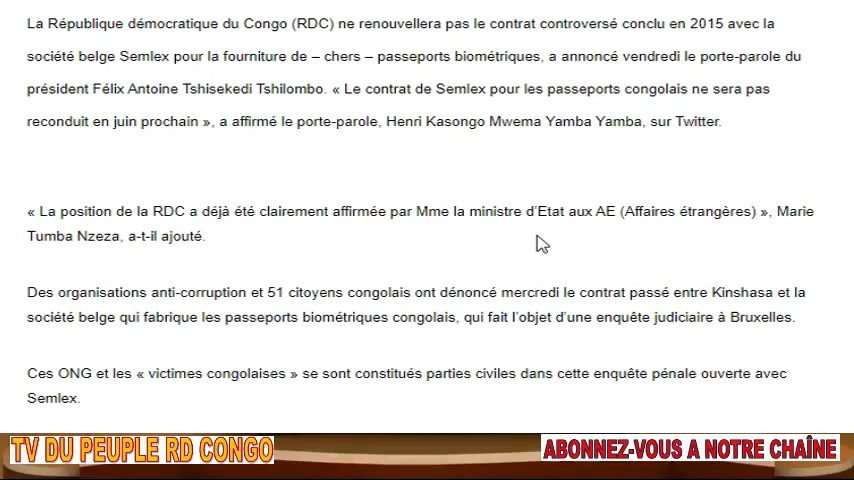 La République démocratique du Congo (RDC) ne renouvellera pas le contrat controversé conclu en 2015 avec la
société belge Semlex pour la fourniture de – chers – passeports biométriques, a annoncé vendredi le porte-parole du
président Félix Antoine Tshisekedi Tshilombo. « Le contrat de Semlex pour les passeports congolais ne sera pas
reconduit en juin prochain », a affirmé le porte-parole, Henri Kasongo Mwema Yamba Yamba, sur Twitter.
« La position de la RDC a déjà été clairement affirmée par Mme la ministre d’Etat aux AE (Affaires étrangères) », Marie
Tumba Nzeza, a-t-il ajouté.
Des organisations anti-corruption et 51 citoyens congolais ont dénoncé mercredi le contrat passé entre Kinshasa et la
société belge qui fabrique les passeports biométriques congolais, qui fait l’objet d’une enquête judiciaire à Bruxelles.
Ces ONG et les « victimes congolaises » se sont constitués parties civiles dans cette enquête pénale ouverte avec
Semlex.
TV DU PEUPLE RD CONGO
ABONNEZ-VOUS A NOTRE CHAÎNE